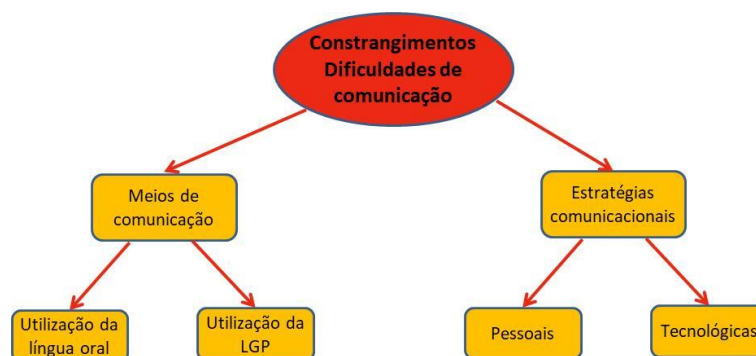 Constrangimentos
Dificuldades de
comunicação
Meios de
comunicação
Estratégias
comunicacionais
Utilização da
língua oral
Utilização da
LGP
Pessoais
Tecnológicas